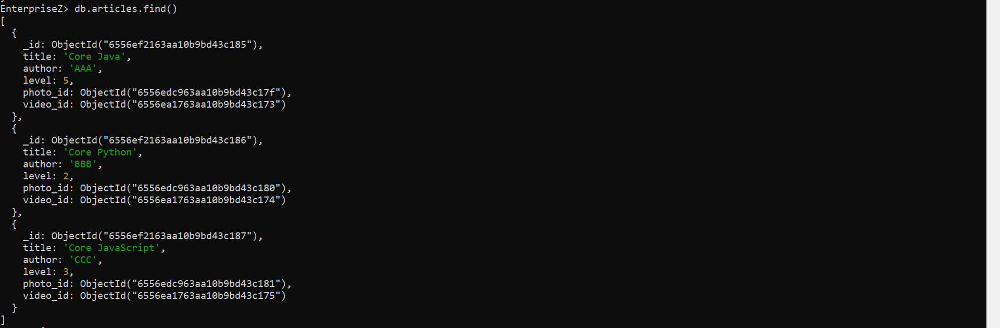 EnterpriseZ> db.articles.find()
[
  {
    _id: ObjectId("6556ef2163aa10b9bd43c185"),
    title: 'Core Java',
    author: 'AAA',
    level: 5,
    photo_id: ObjectId("6556edc963aa10b9bd43c17f"),
    video_id: ObjectId("6556ea1763aa10b9bd43c173")
  },
  {
    _id: ObjectId("6556ef2163aa10b9bd43c186"),
    title: 'Core Python',
    author: 'BBB',
    level: 2,
    photo_id: ObjectId("6556edc963aa10b9bd43c180"),
    video_id: ObjectId("6556ea1763aa10b9bd43c174")
  },
  {
    _id: ObjectId("6556ef2163aa10b9bd43c187"),
    title: 'Core JavaScript',
    author: 'CCC',
    level: 3,
    photo_id: ObjectId("6556edc963aa10b9bd43c181"),
    video_id: ObjectId("6556ea1763aa10b9bd43c175")
  }
]